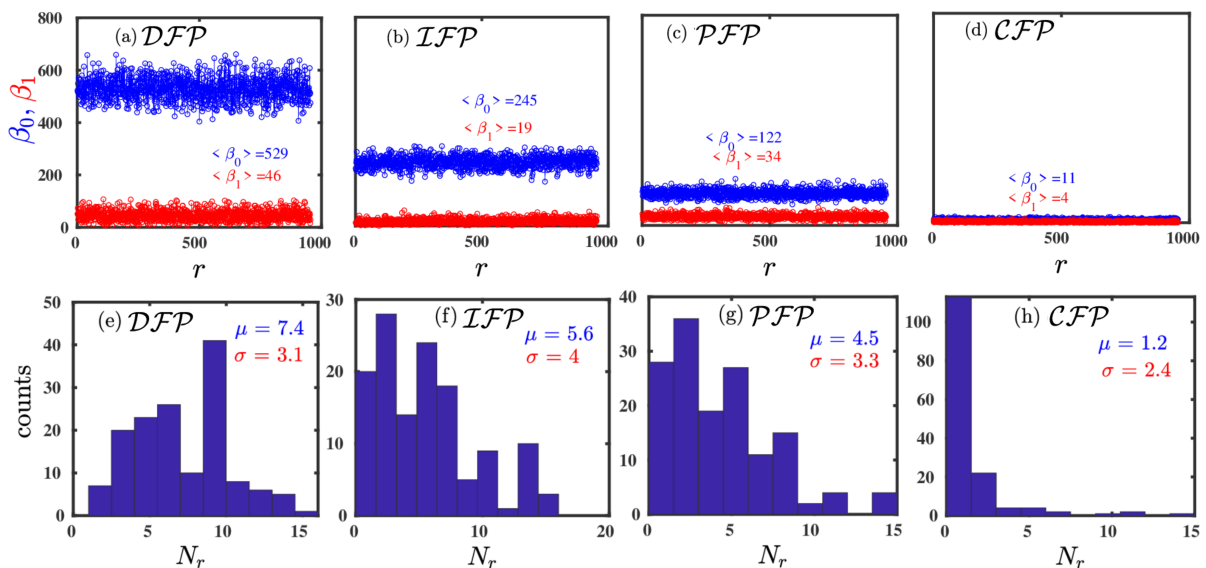 800
600
400
200
0
β0, β1
(a) DFP
< β0 > =529
< β1 > =46
0
500
1000
r
(b) IFP
< β0 > =245
< β1 > =19
0
500
1000
r
(c) PFP
< β0 > =122
< β1 > =34
0
500
1000
r
(d) CFP
< β0 > =11
< β1 > =4
0
500
1000
r
50
40
30
20
10
0
counts
(e) DFP
μ = 7.4
σ = 3.1
5
10
15
Nr
30
20
10
0
(f) IFP
μ = 5.6
σ = 4
0
10
20
Nr
40
30
20
10
0
(g) PFP
μ = 4.5
σ = 3.3
0
5
10
15
Nr
100
80
60
40
20
0
(h) CFP
μ = 1.2
σ = 2.4
0
5
10
15
Nr